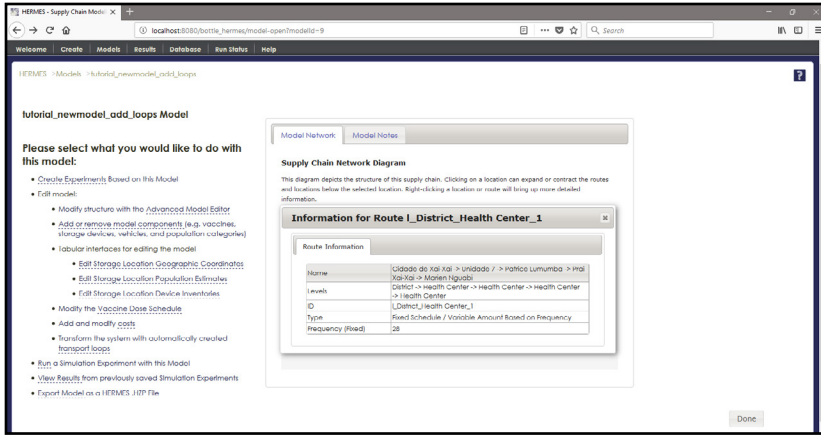 HERMES - Supply Chain Model
localhost:8080/bottle_hermes/model-open?modelId=9
Search
Welcome Create Models Results Database Run Status Help
HERMES >Models >tutorial_newmodel_add_loops
?
tutorial_newmodel_add_loops Model
Please select what you would like to do with this model:
• Create Experiments Based on this Model
• Edit model:
• Modify structure with the Advanced Model Editor
• Add or remove model components (e.g. vaccines,
storage devices, vehicles, and population categories)
• Tabular interfaces for editing the model
• Edit Storage Location Geographic Coordinates
• Edit Storage Location Population Estimates
• Edit Storage Location Device Inventories
• Modify the Vaccine Dose Schedule
• Add and modify costs
• Transform the system with automatically created
transport loops
• Run a Simulation Experiment with this Model
• View Results from previously saved Simulation Experiments
• Export Model as a HERMES .HZP File
Model Network Model Notes
Supply Chain Network Diagram
This diagram depicts the structure of this supply chain. Clicking on a location can expand or contract the routes
and locations below the selected location. Right-clicking a location or route will bring up more detailed
information.
Information for Route l_District_Health Center_1
Route Information
Name Cidade do Xai-Xai -> Unidade 7 -> Patrice Lumumba -> Prai
Xai-Xai -> Marien Nguabi
Levels District -> Health Center -> Health Center -> Health Center
-> Health Center
ID l_District_Health Center_1
Type Fixed Schedule / Variable Amount Based on Frequency
Frequency (Fixed) 28
Done